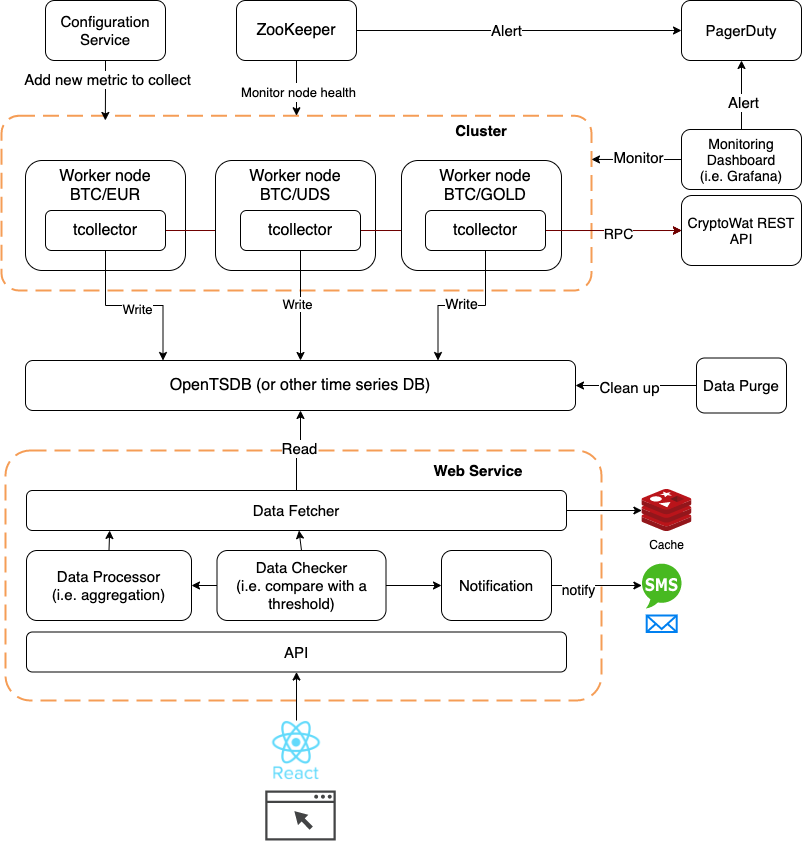 Configuration
Service
ZooKeeper
Alert
PagerDuty
Add new metric to collect
Monitor node health
Alert
Cluster
Monitor
Monitoring
Dashboard
(i.e. Grafana)
Worker node
BTC/EUR
tcollector
Worker node
BTC/UDS
tcollector
Worker node
BTC/GOLD
tcollector
RPC
CryptoWat REST
API
Write
Write
Write
OpenTSDB (or other time series DB)
Clean up
Data Purge
Read
Web Service
Data Fetcher
Cache
Data Processor
(i.e. aggregation)
Data Checker
(i.e. compare with a
threshold)
Notification
notify
SMS
API
React